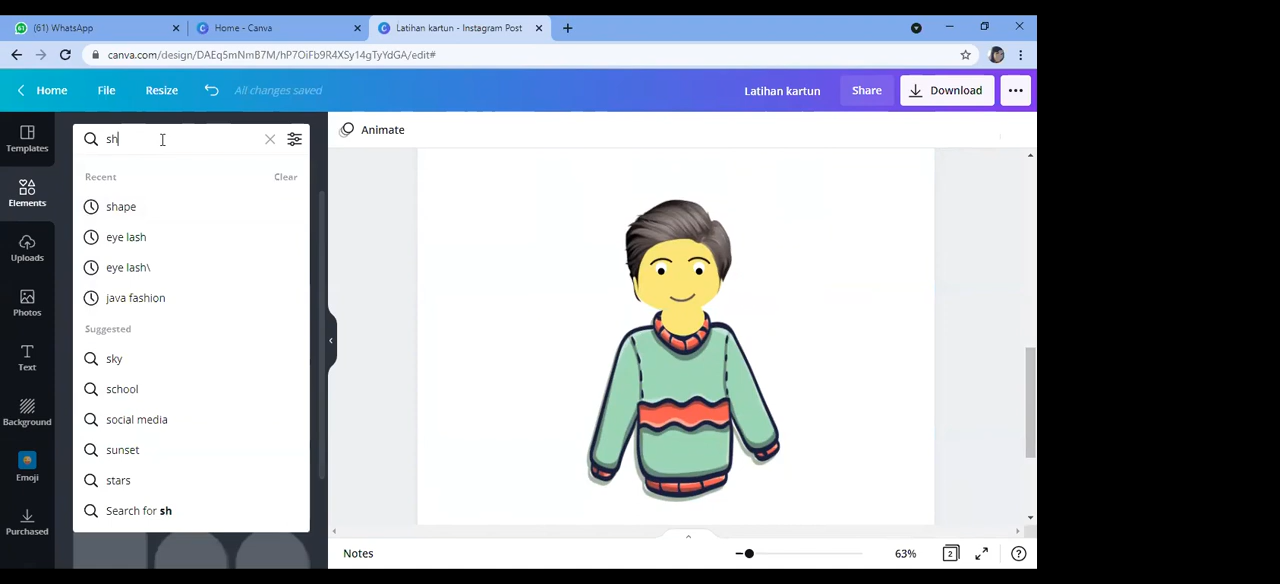 (61) WhatsApp
Home - Canva
Latihan kartun - Instagram Post
canva.com/design/DAEq5mNmB7M/hP7OiFb9R4XSy14gTyYdGA/edit#
Home File Resize All changes saved Latihan kartun Share Download
Templates
Elements
Uploads
Photos
Text
Background
Emoji
Purchased
sh
Recent Clear
shape
eye lash
eye lash\
java fashion
Suggested
sky
school
social media
sunset
stars
Search for sh
Animate
Notes 63% 2